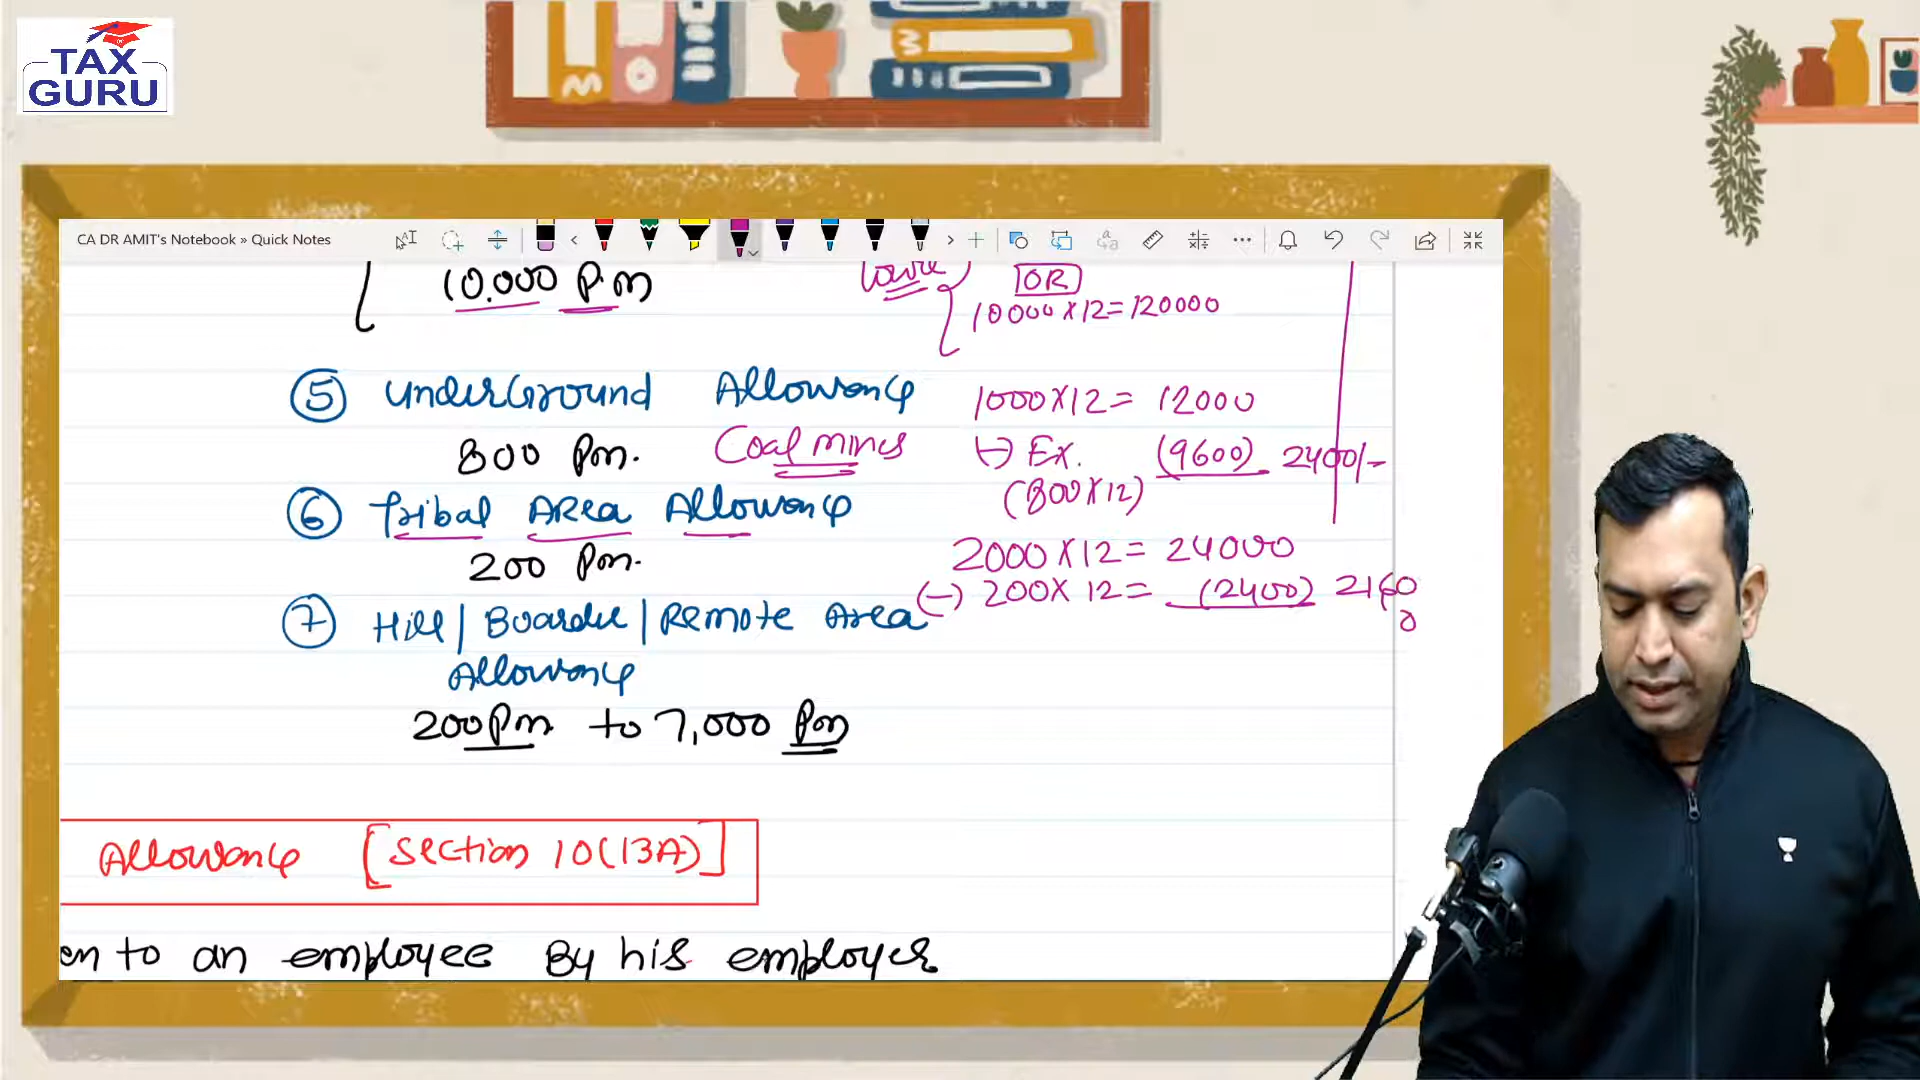 TAX
GURU
CA DR AMIT's Notebook » Quick Notes
10,000 P.m
OR
10000×12=120000
⑤ UnderGround Allowance
1000×12= 12000
800 Pm. Coal mines
(-) Ex. (9600) 2400/-
(800×12)
⑥ Tribal Area Allowance
200 Pm.
2000×12= 24000
(-) 200×12= (2400) 21600
⑦ Hill | Boarder | Remote Area
Allowance
200 Pm to 7,000 Pm
Allowance [Section 10(13A)]
en to an employee By his employer